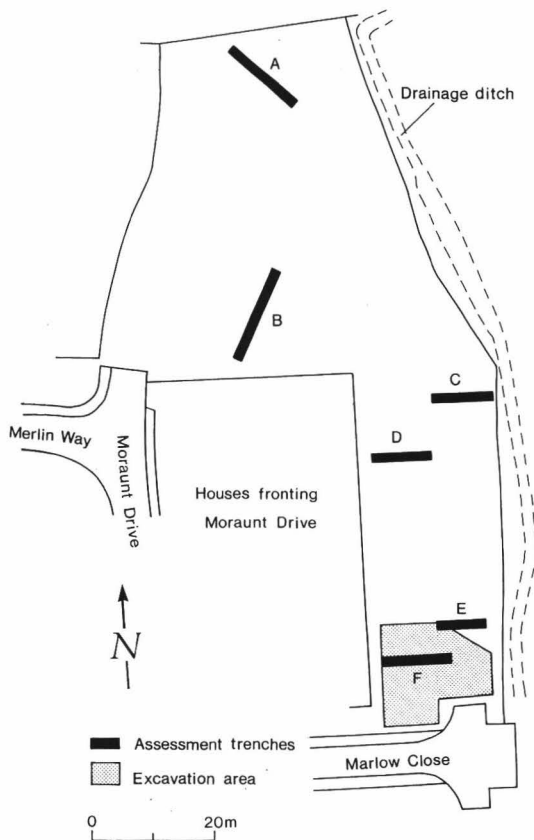 A
Drainage ditch
B
C
Merlin Way
Moraunt Drive
D
Houses fronting
Moraunt Drive
E
F
N
Assessment trenches
Excavation area
Marlow Close
0 20m